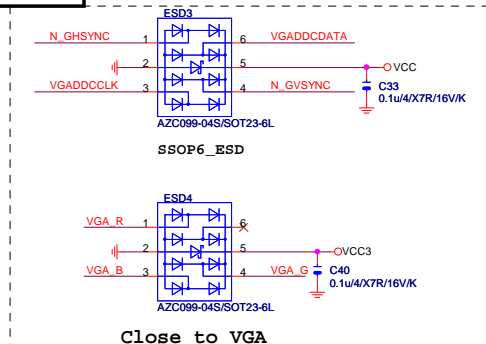 ESD3
N_GHSYNC 1 6 VGADDCDATA
2 5 VCC
VGADDCCLK 3 4 N_GVSYNC
C33
0.1u/4/X7R/16V/K
AZC099-04S/SOT23-6L
SSOP6_ESD
ESD4
VGA_R 1 6
2 5 VCC3
VGA_B 3 4 VGA_G
C40
0.1u/4/X7R/16V/K
AZC099-04S/SOT23-6L
Close to VGA